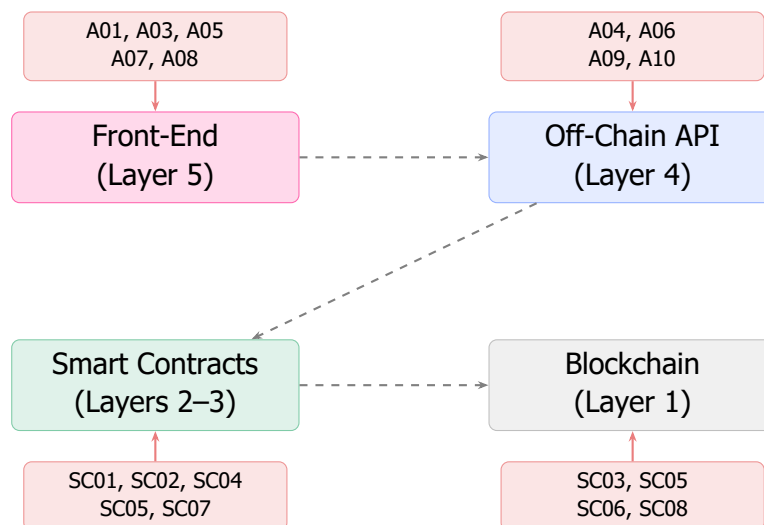 A01, A03, A05
A07, A08
A04, A06
A09, A10
Front-End
(Layer 5)
Off-Chain API
(Layer 4)
Smart Contracts
(Layers 2–3)
Blockchain
(Layer 1)
SC01, SC02, SC04
SC05, SC07
SC03, SC05
SC06, SC08